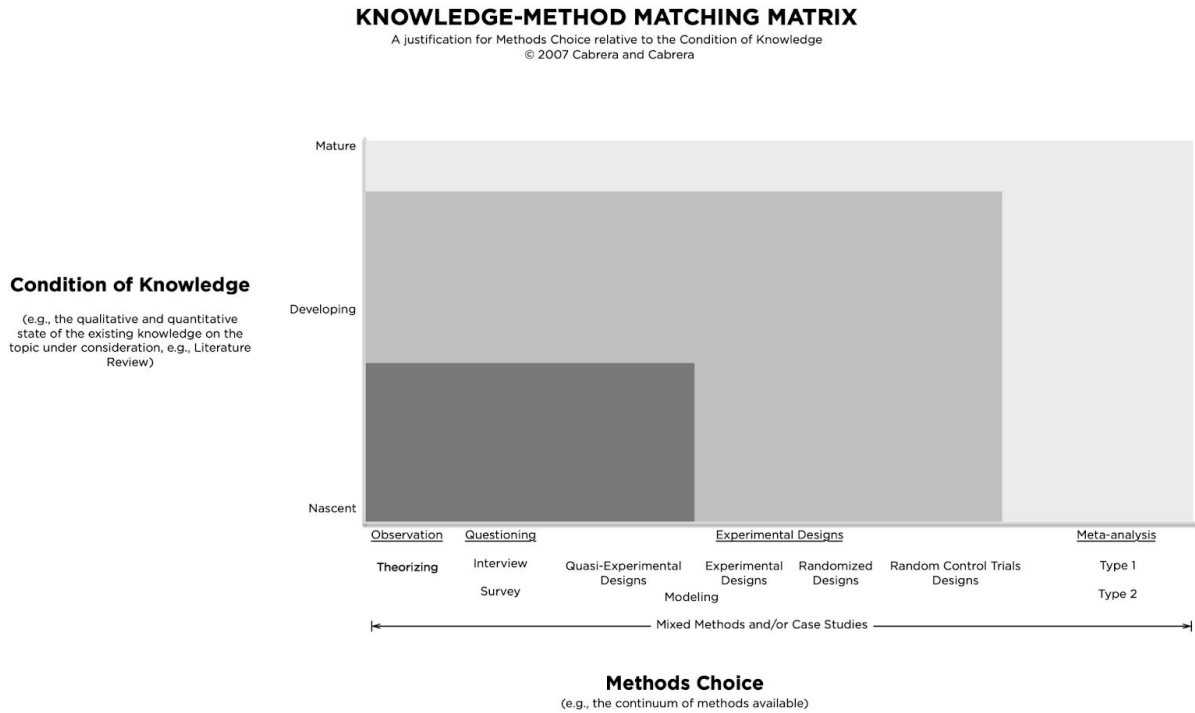 KNOWLEDGE-METHOD MATCHING MATRIX
A justification for Methods Choice relative to the Condition of Knowledge
© 2007 Cabrera and Cabrera
Mature
Condition of Knowledge
(e.g., the qualitative and quantitative
state of the existing knowledge on the
topic under consideration, e.g., Literature
Review)
Developing
Nascent
Observation Questioning Experimental Designs Meta-analysis
Theorizing Interview Quasi-Experimental Experimental Randomized Random Control Trials Type 1
Designs Designs Designs Designs
Survey Modeling Type 2
Mixed Methods and/or Case Studies
Methods Choice
(e.g., the continuum of methods available)